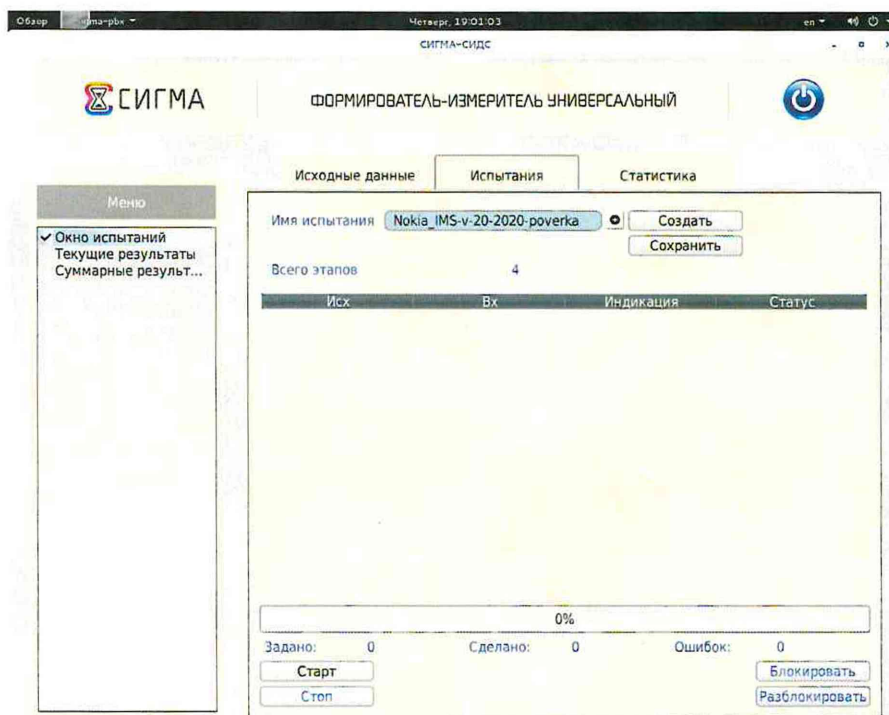 Обзор
Четверг, 19:01:03
en
СИГМА-СИДС
СИГМА
ФОРМИРОВАТЕЛЬ-ИЗМЕРИТЕЛЬ УНИВЕРСАЛЬНЫЙ
Исходные данные Испытания Статистика
Меню
Окно испытаний
Текущие результаты
Суммарные результ...
Имя испытания Nokia_IMS-v-20-2020-poverka Создать
Сохранить
Всего этапов 4
Исх Вх Индикация Статус
0%
Задано: 0 Сделано: 0 Ошибок: 0
Старт Блокировать
Стоп Разблокировать